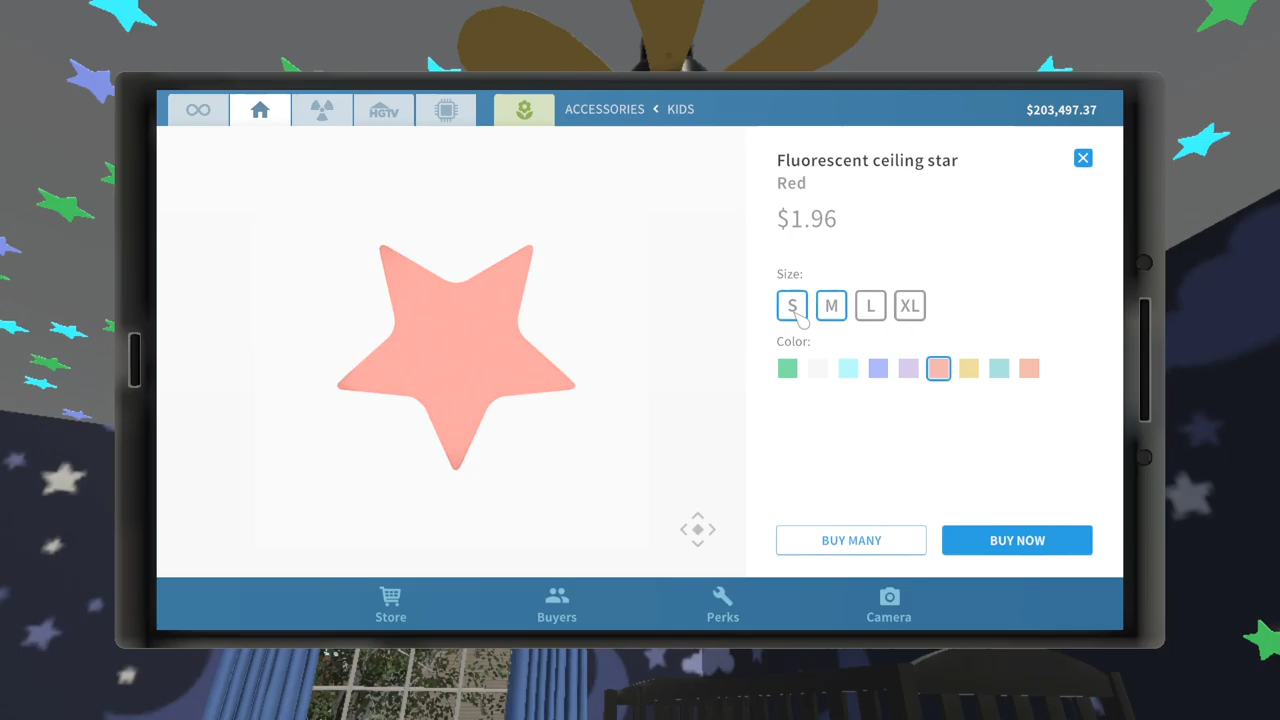 HGTV
ACCESSORIES < KIDS
$203,497.37
Fluorescent ceiling star
Red
$1.96
Size:
S M L XL
Color:
BUY MANY
BUY NOW
Store
Buyers
Perks
Camera